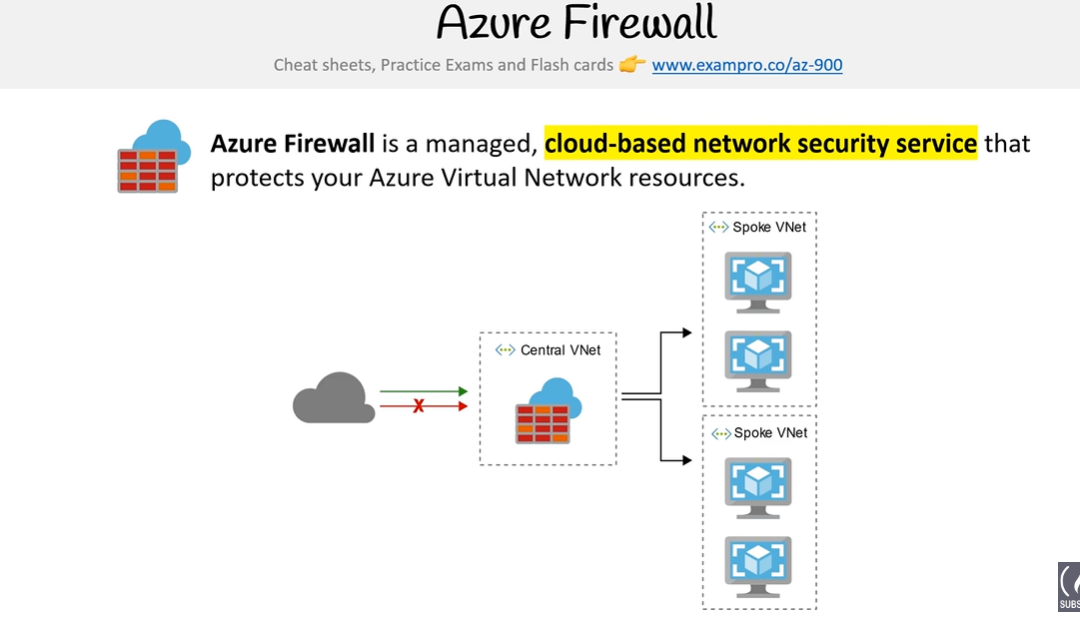 Azure Firewall
Cheat sheets, Practice Exams and Flash cards 👉 www.exampro.co/az-900
Azure Firewall is a managed, cloud-based network security service that
protects your Azure Virtual Network resources.
Spoke VNet
Central VNet
X
Spoke VNet
SUBS